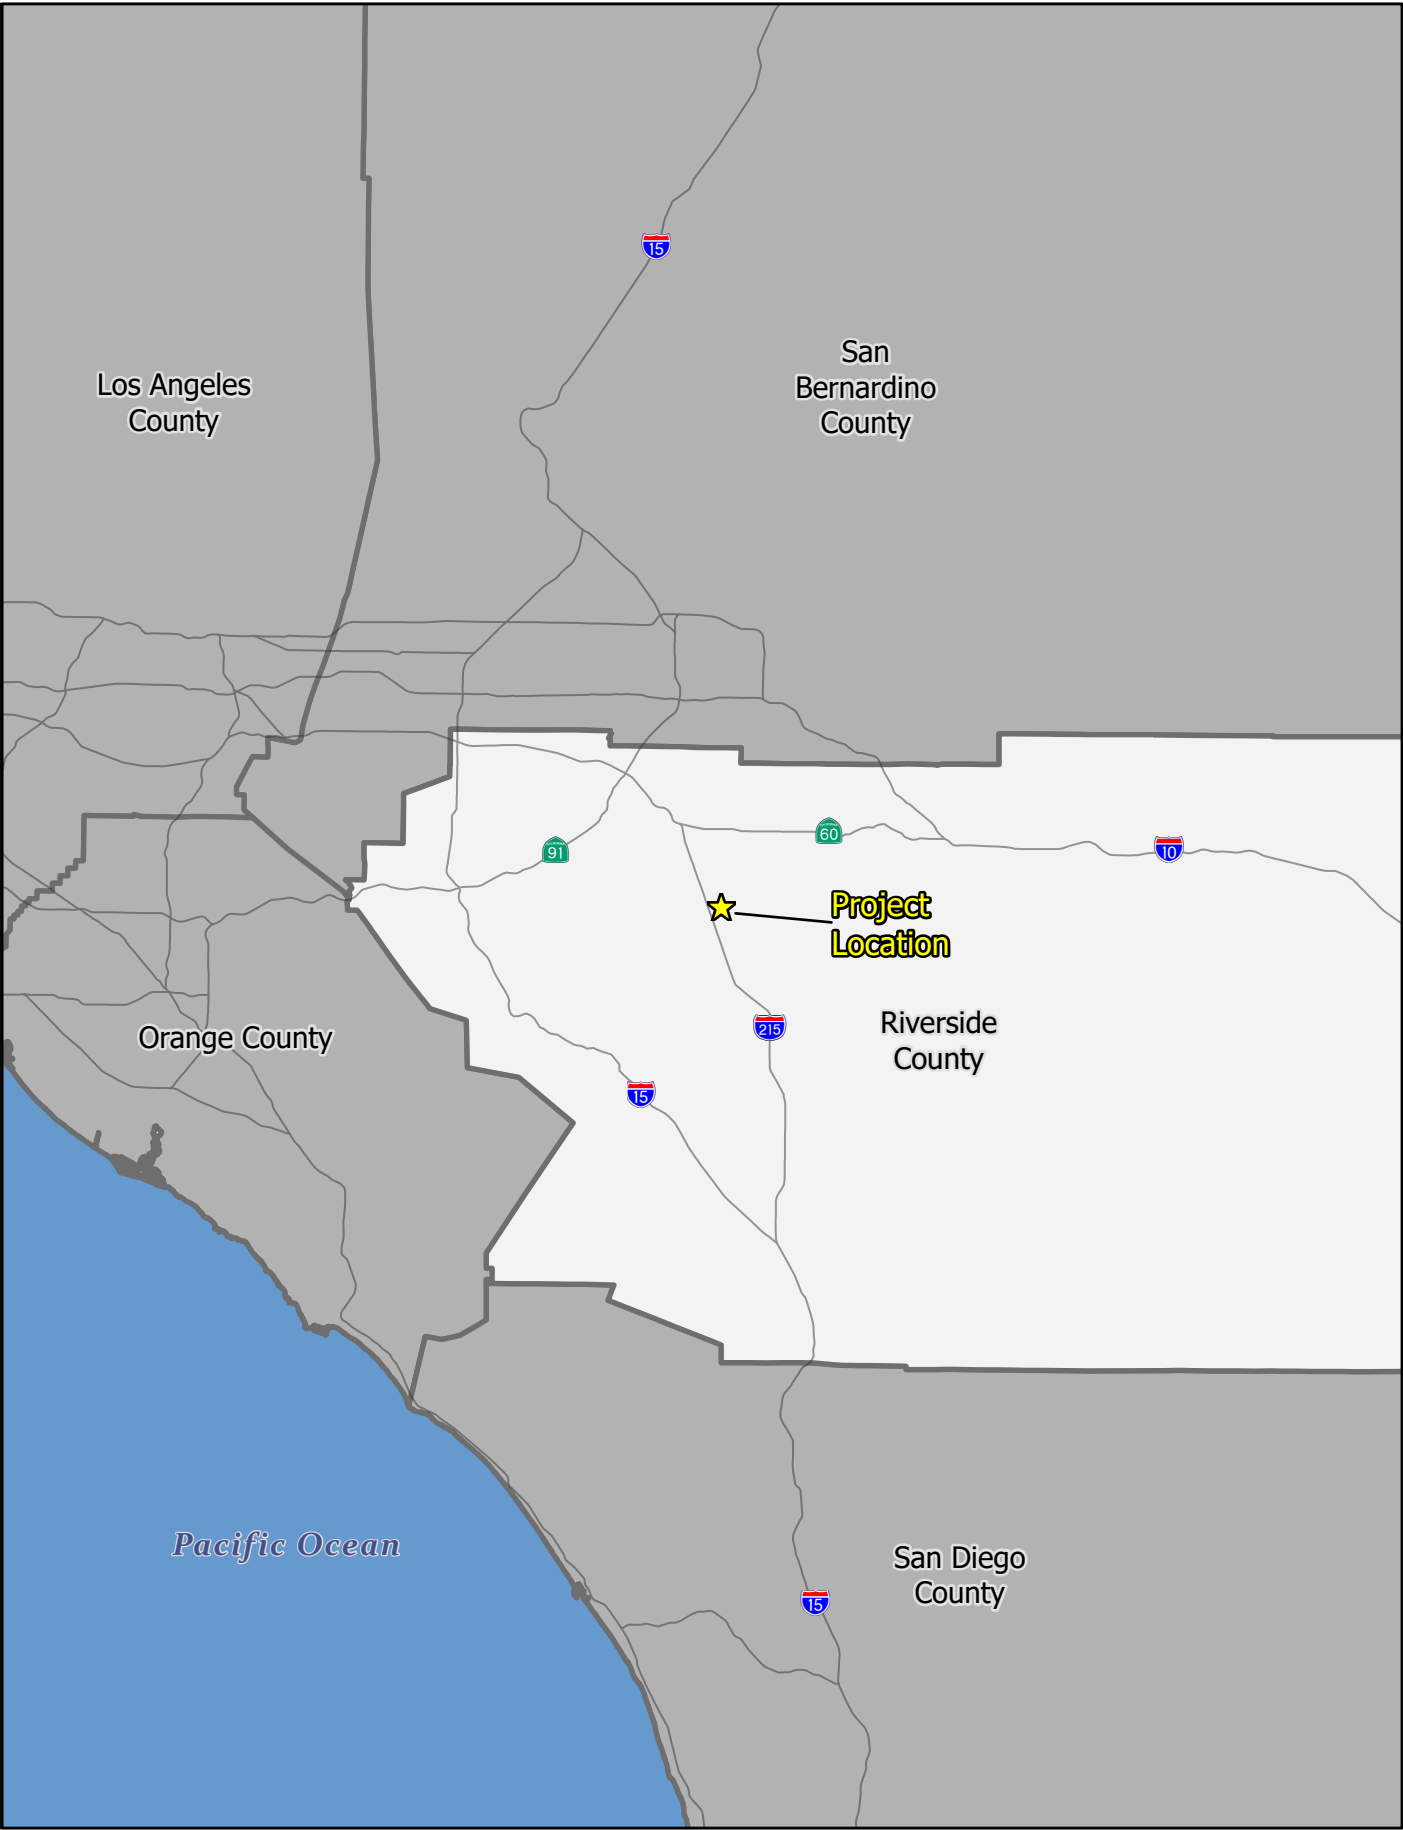 15
San
Bernardino
County
Los Angeles
County
91
60
10
Project
Location
215
Riverside
County
Orange County
15
Pacific Ocean
San Diego
County
15